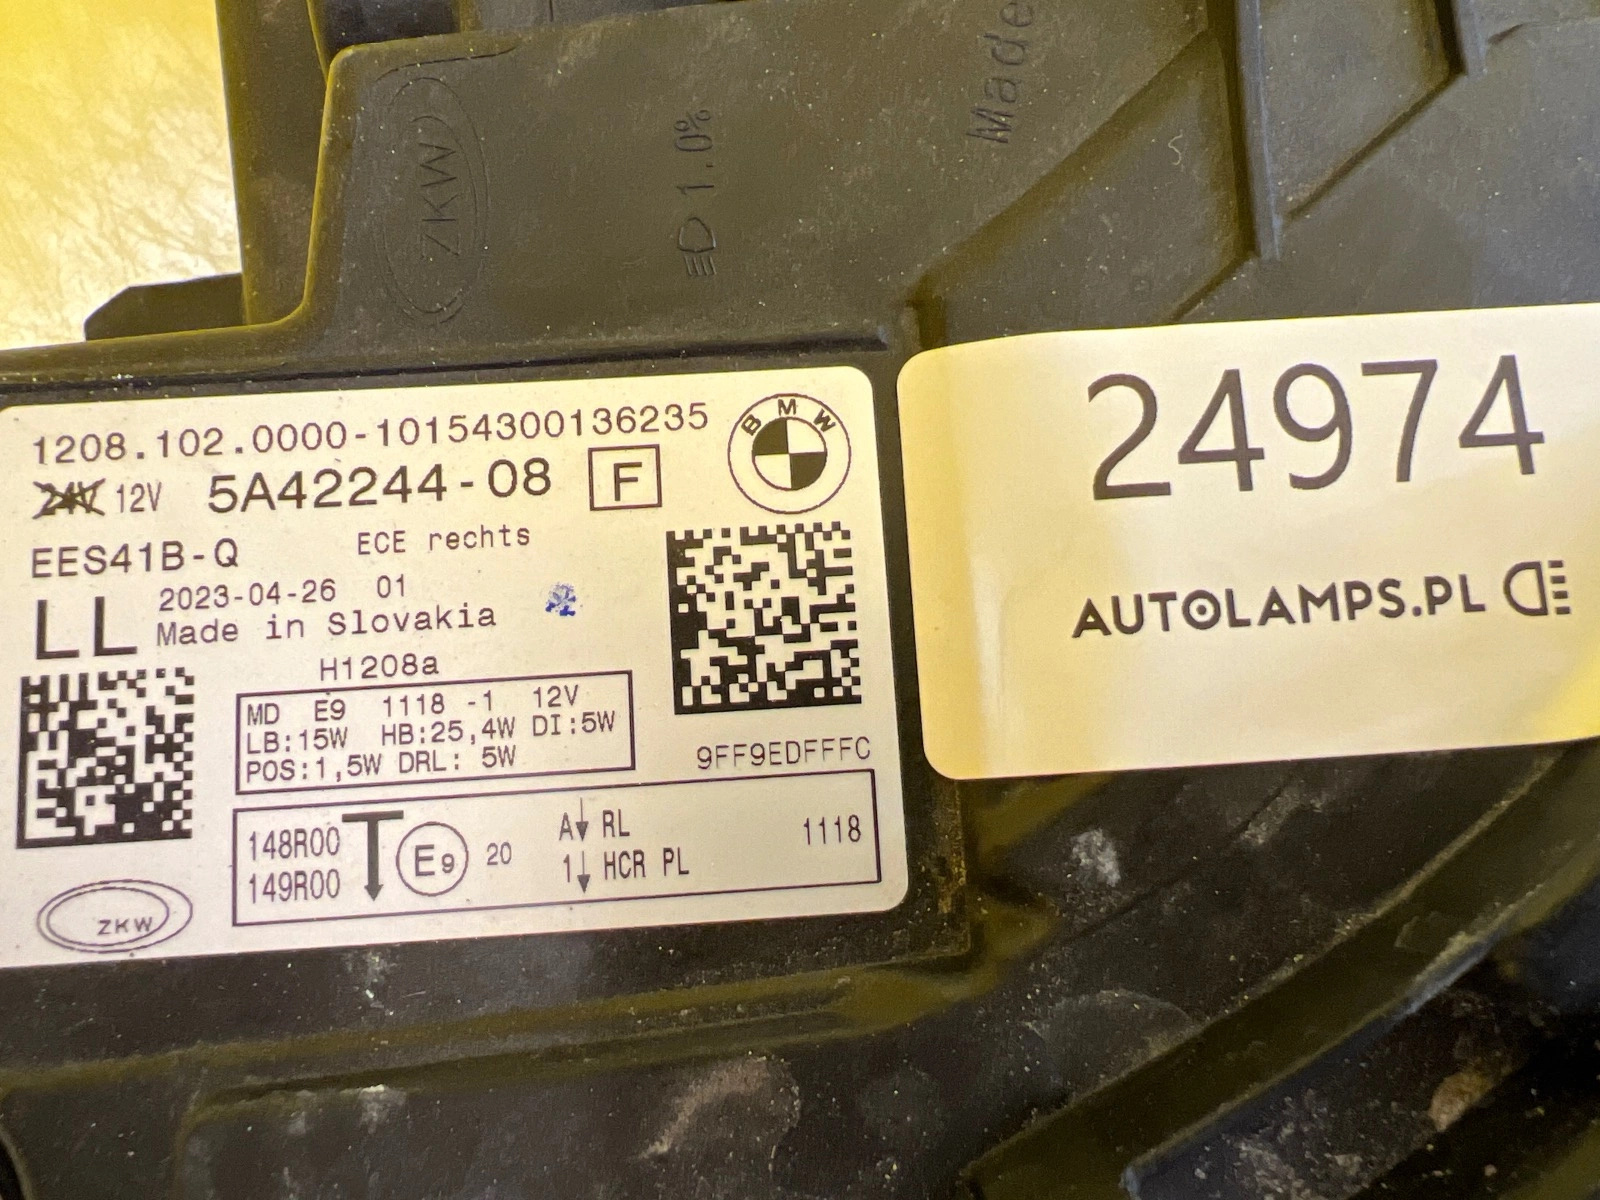 ZKW
1.0%
Made
1208.102.0000-10154300136235
BMW
24V 12V 5A42244-08 F
EES41B-Q ECE rechts
LL 2023-04-26 01
Made in Slovakia
H1208a
MD E9 1118 -1 12V
LB:15W HB:25,4W DI:5W
POS:1,5W DRL: 5W
9FF9EDFFFC
148R00 T E9 20 A↓ RL 1118
149R00 1↓ HCR PL
ZKW
24974
AUTOLAMPS.PL